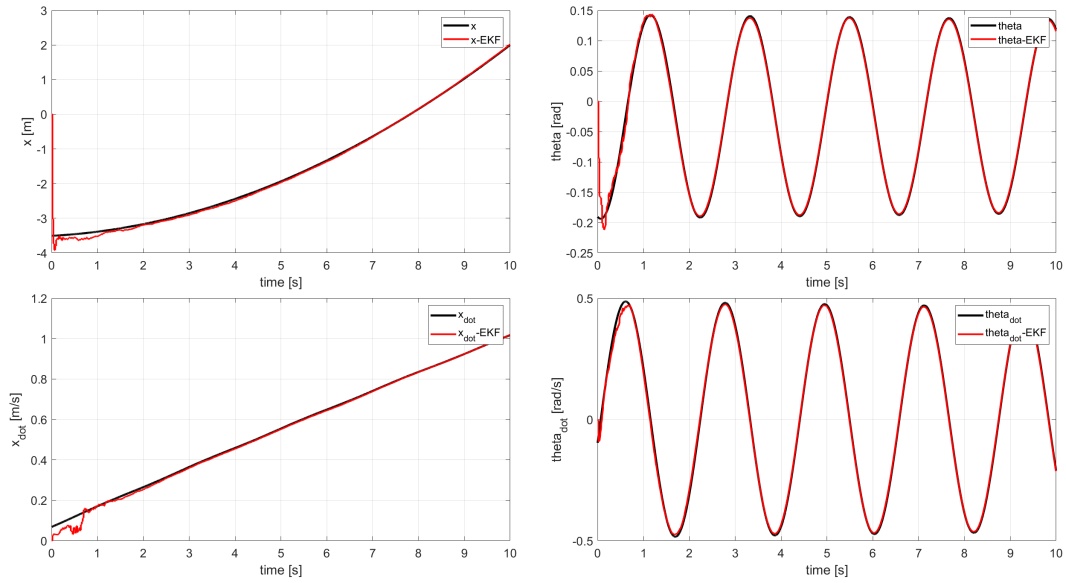 3
2
1
0
-1
-2
-3
-4
x [m]
0 1 2 3 4 5 6 7 8 9 10
time [s]
x
x-EKF
0.15
0.1
0.05
0
-0.05
-0.1
-0.15
-0.2
-0.25
theta [rad]
0 1 2 3 4 5 6 7 8 9 10
time [s]
theta
theta-EKF
1.2
1
0.8
0.6
0.4
0.2
0
x_dot [m/s]
0 1 2 3 4 5 6 7 8 9 10
time [s]
x_dot
x_dot-EKF
0.5
0
-0.5
theta_dot [rad/s]
0 1 2 3 4 5 6 7 8 9 10
time [s]
theta_dot
theta_dot-EKF